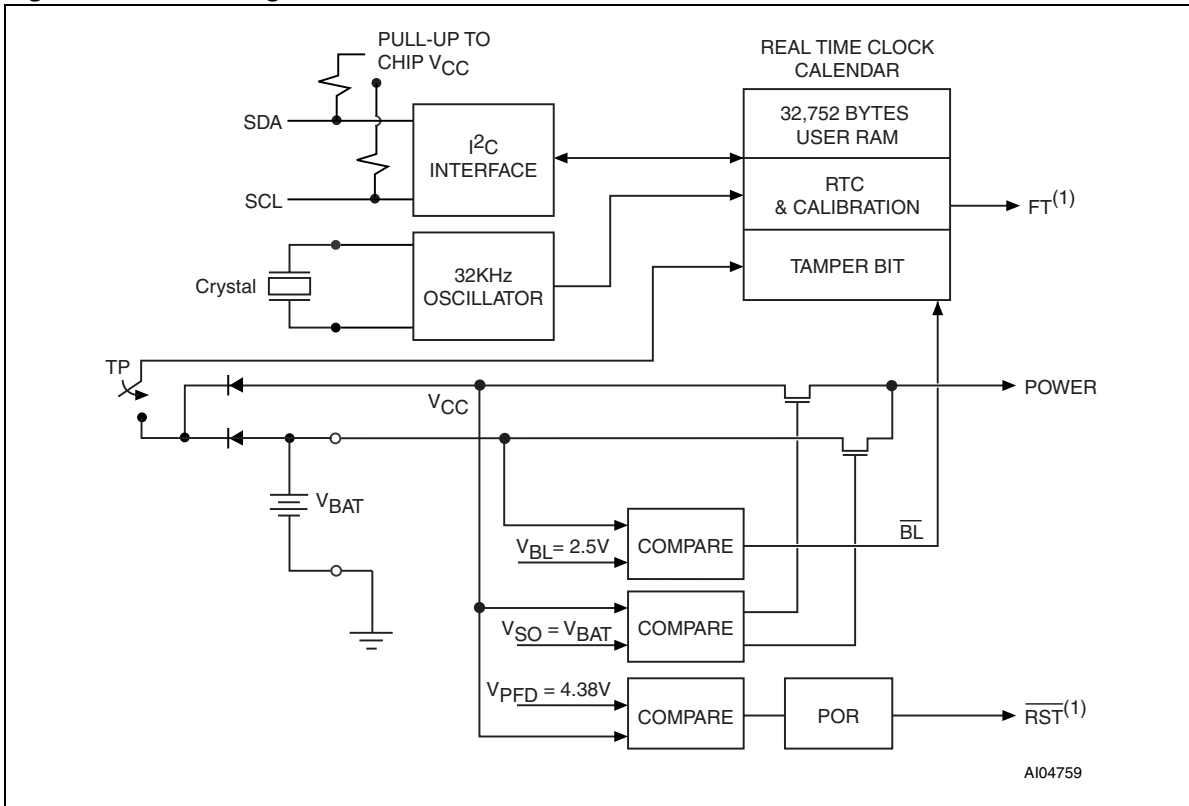 PULL-UP TO
CHIP VCC
SDA
SCL
I2C
INTERFACE
REAL TIME CLOCK
CALENDAR
32,752 BYTES
USER RAM
RTC
& CALIBRATION
TAMPER BIT
FT(1)
Crystal
32KHz
OSCILLATOR
TP
VCC
POWER
VBAT
VBL = 2.5V
COMPARE
BL
VSO = VBAT
COMPARE
VPFD = 4.38V
COMPARE
POR
RST(1)
AI04759